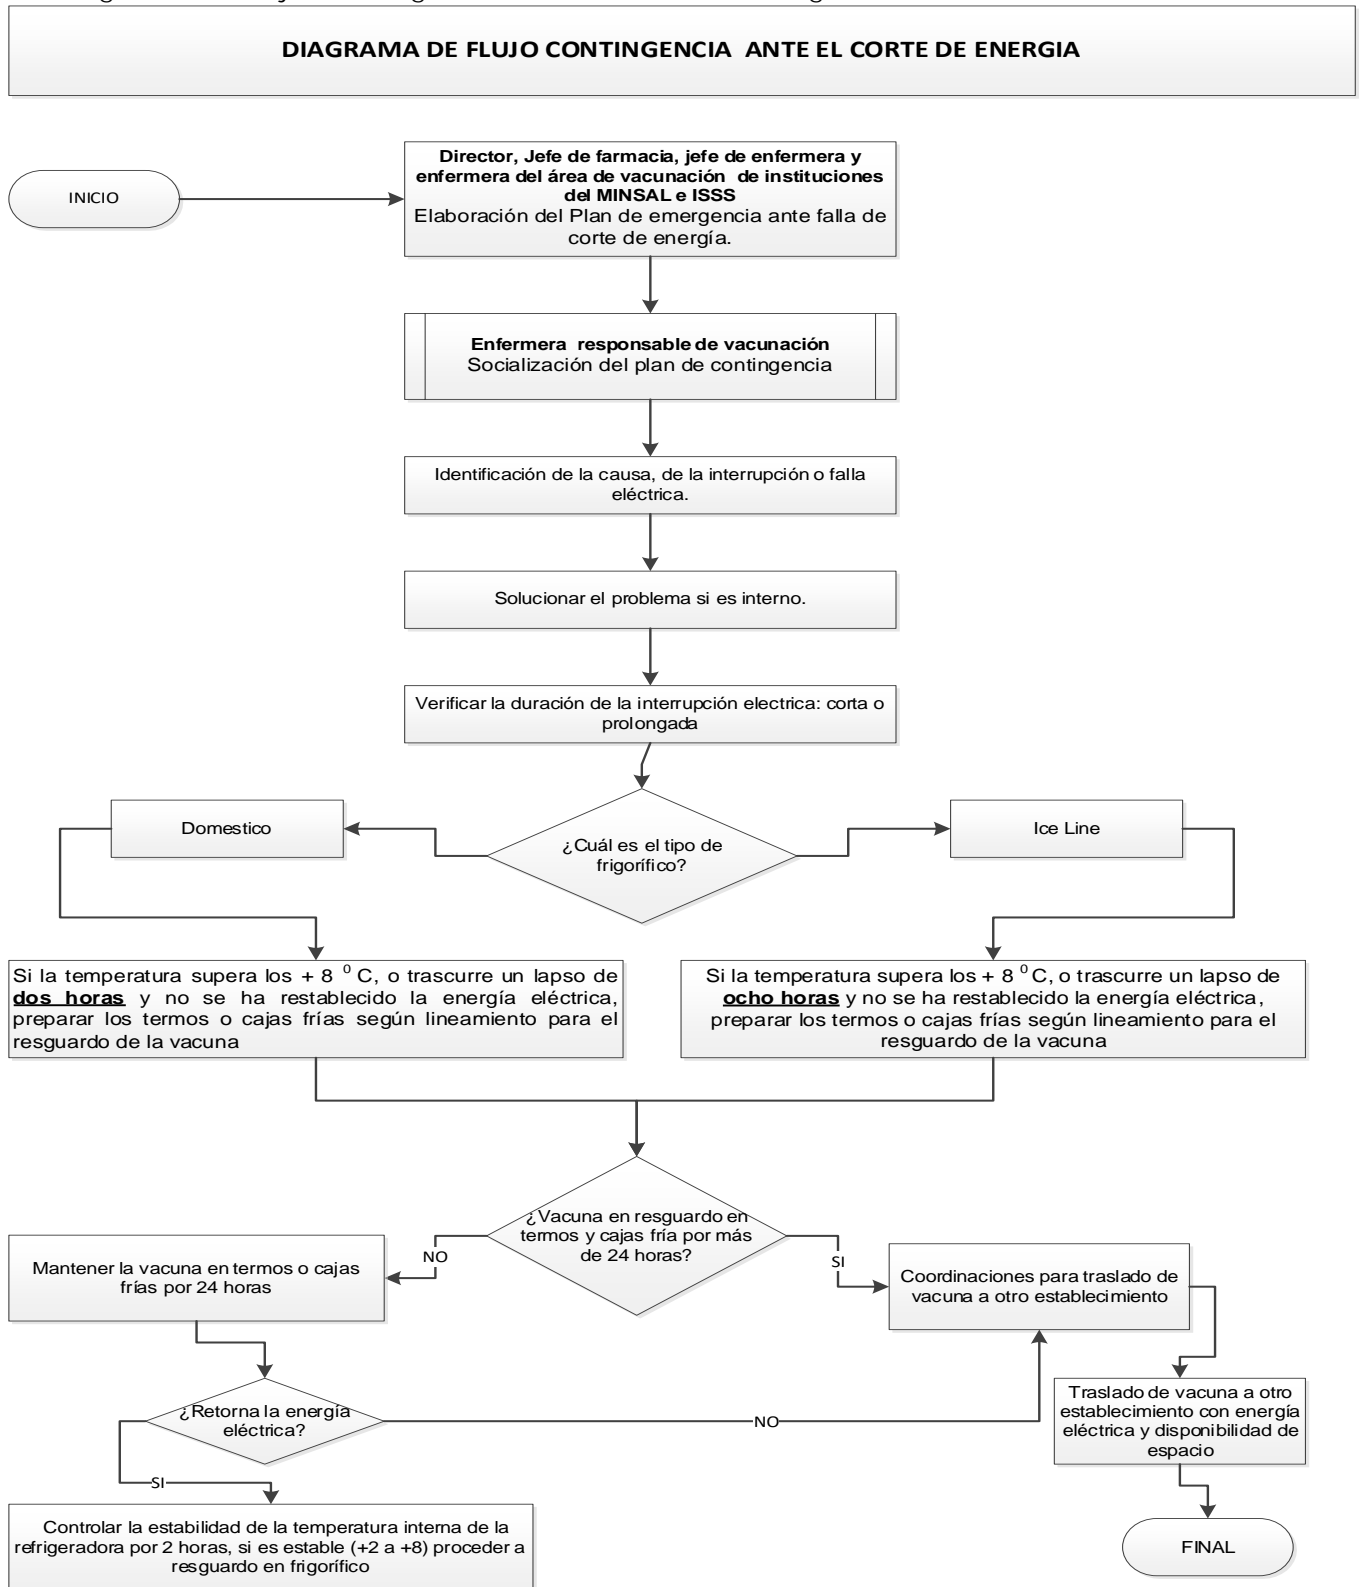 DIAGRAMA DE FLUJO CONTINGENCIA ANTE EL CORTE DE ENERGIA
INICIO
Director, Jefe de farmacia, jefe de enfermera y
enfermera del área de vacunación de instituciones
del MINSAL e ISSS
Elaboración del Plan de emergencia ante falla de
corte de energía.
Enfermera responsable de vacunación
Socialización del plan de contingencia
Identificación de la causa, de la interrupción o falla
eléctrica.
Solucionar el problema si es interno.
Verificar la duración de la interrupción electrica: corta o
prolongada
¿Cuál es el tipo de
frigorífico?
Domestico
Ice Line
Si la temperatura supera los + 8 ⁰ C, o trascurre un lapso de
dos horas y no se ha restablecido la energía eléctrica,
preparar los termos o cajas frías según lineamiento para el
resguardo de la vacuna
Si la temperatura supera los + 8 ⁰ C, o trascurre un lapso de
ocho horas y no se ha restablecido la energía eléctrica,
preparar los termos o cajas frías según lineamiento para el
resguardo de la vacuna
¿Vacuna en resguardo en
termos y cajas fría por más
de 24 horas?
NO
SI
Mantener la vacuna en termos o cajas
frías por 24 horas
Coordinaciones para traslado de
vacuna a otro establecimiento
¿Retorna la energía
eléctrica?
NO
SI
Traslado de vacuna a otro
establecimiento con energía
eléctrica y disponibilidad de
espacio
Controlar la estabilidad de la temperatura interna de la
refrigeradora por 2 horas, si es estable (+2 a +8) proceder a
resguardo en frigorífico
FINAL